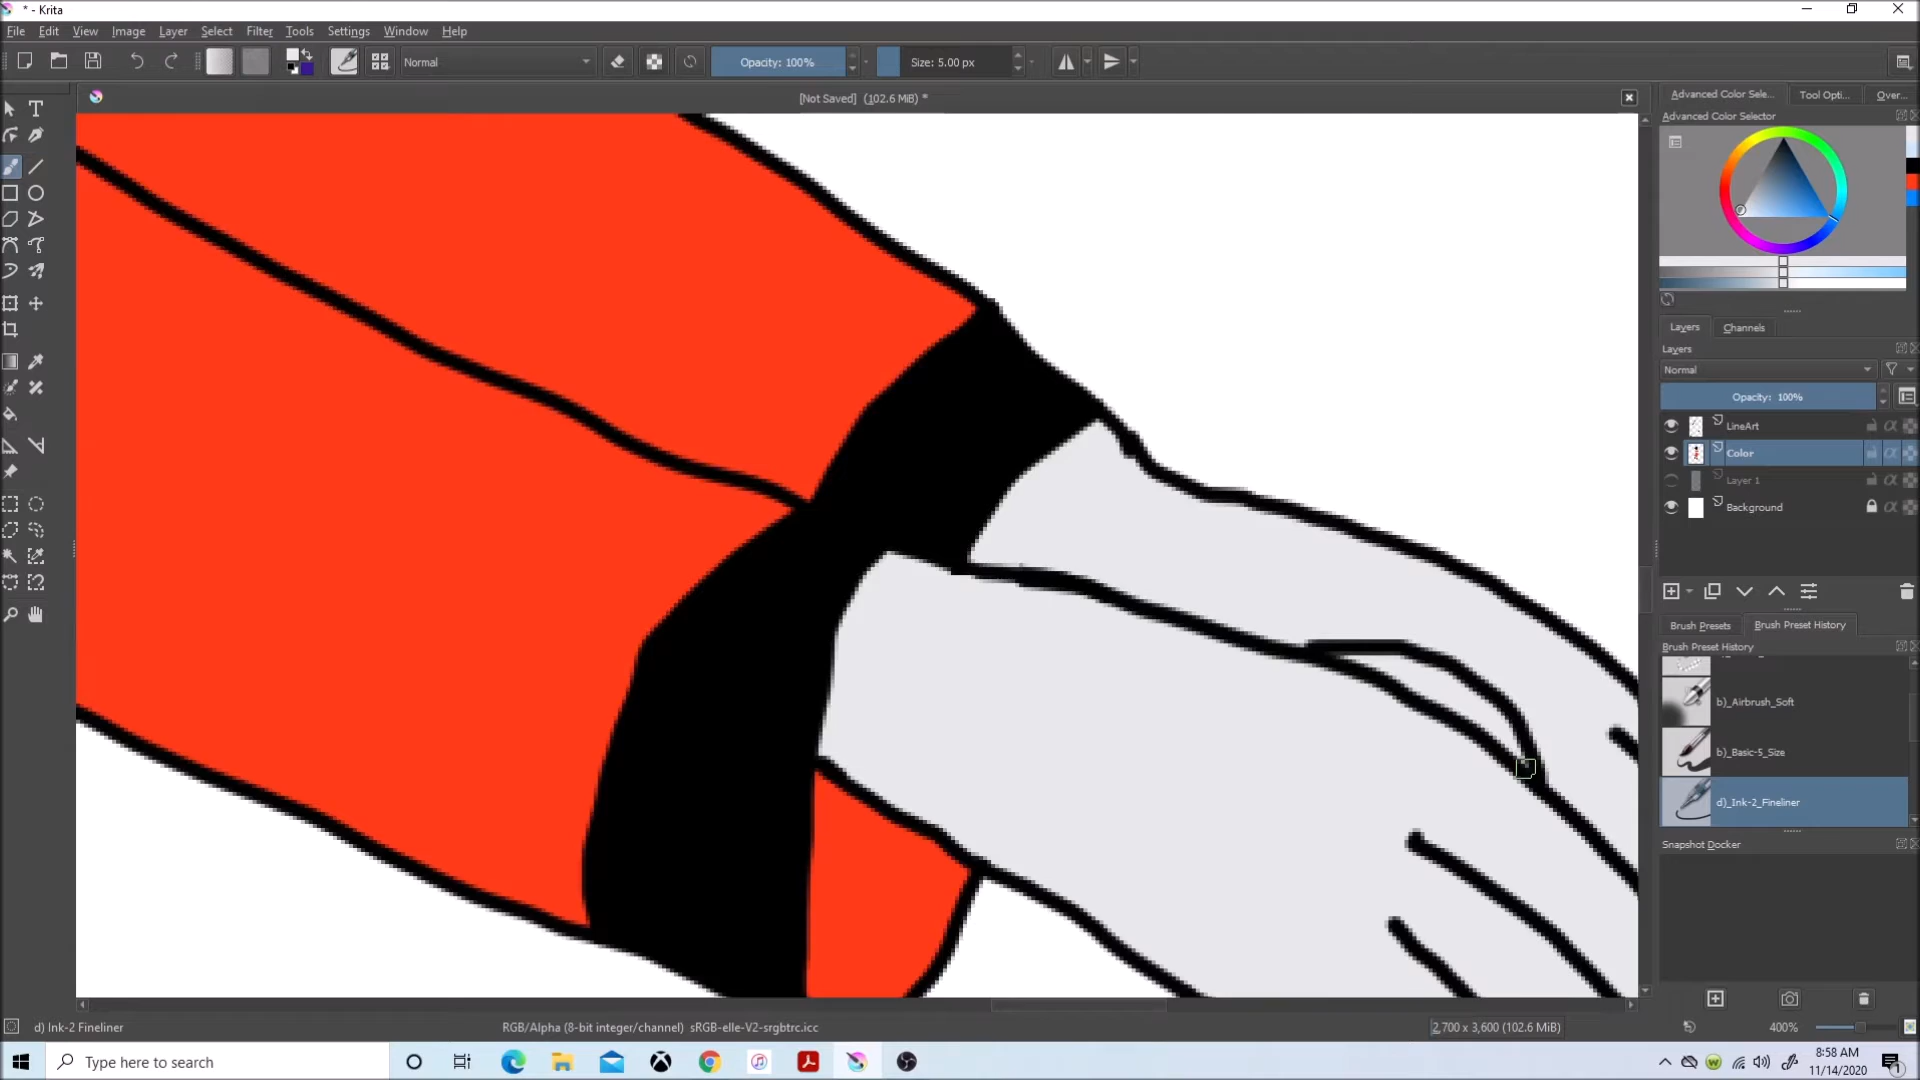 * - Krita
File Edit View Image Layer Select Filter Tools Settings Window Help
Normal Opacity: 100% Size: 5.00 px
[Not Saved] (102.6 MiB) *
Advanced Color Sele... Tool Opti... Over...
Advanced Color Selector
Layers Channels
Layers
Normal
Opacity: 100%
LineArt
Color
Layer 1
Background
Brush Presets Brush Preset History
Brush Preset History
b)_Airbrush_Soft
b)_Basic-5_Size
d)_Ink-2_Fineliner
Snapshot Docker
d) Ink-2 Fineliner RGB/Alpha (8-bit integer/channel) sRGB-elle-V2-srgbtrc.icc 2,700 x 3,600 (102.6 MiB) 400%
Type here to search
8:58 AM
11/14/2020
1